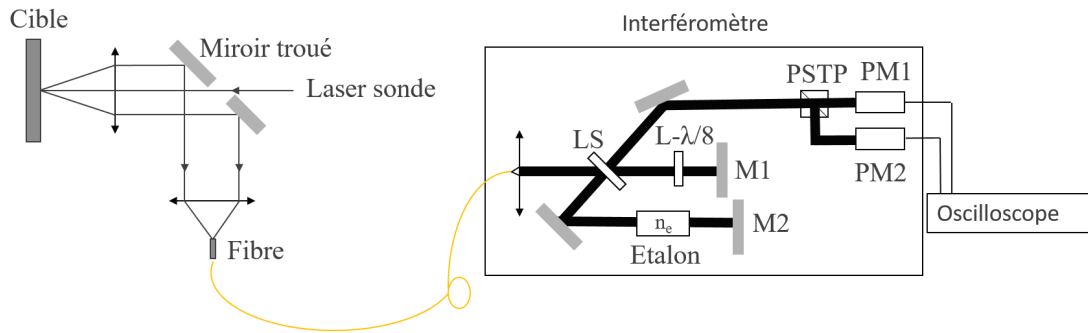 Cible
Miroir troué
Laser sonde
Fibre
Interféromètre
PSTP
PM1
LS
L-λ/8
M1
PM2
nₑ
M2
Etalon
Oscilloscope